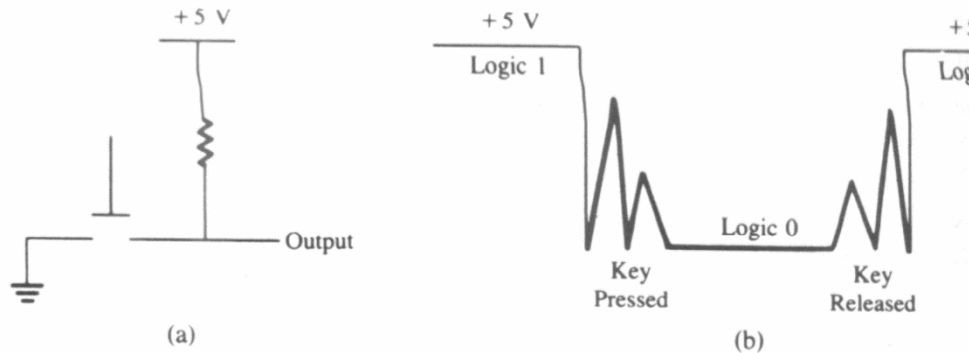 +5 V
Output
(a)
+5 V
Logic 1
Logic 0
Key
Pressed
Key
Released
(b)